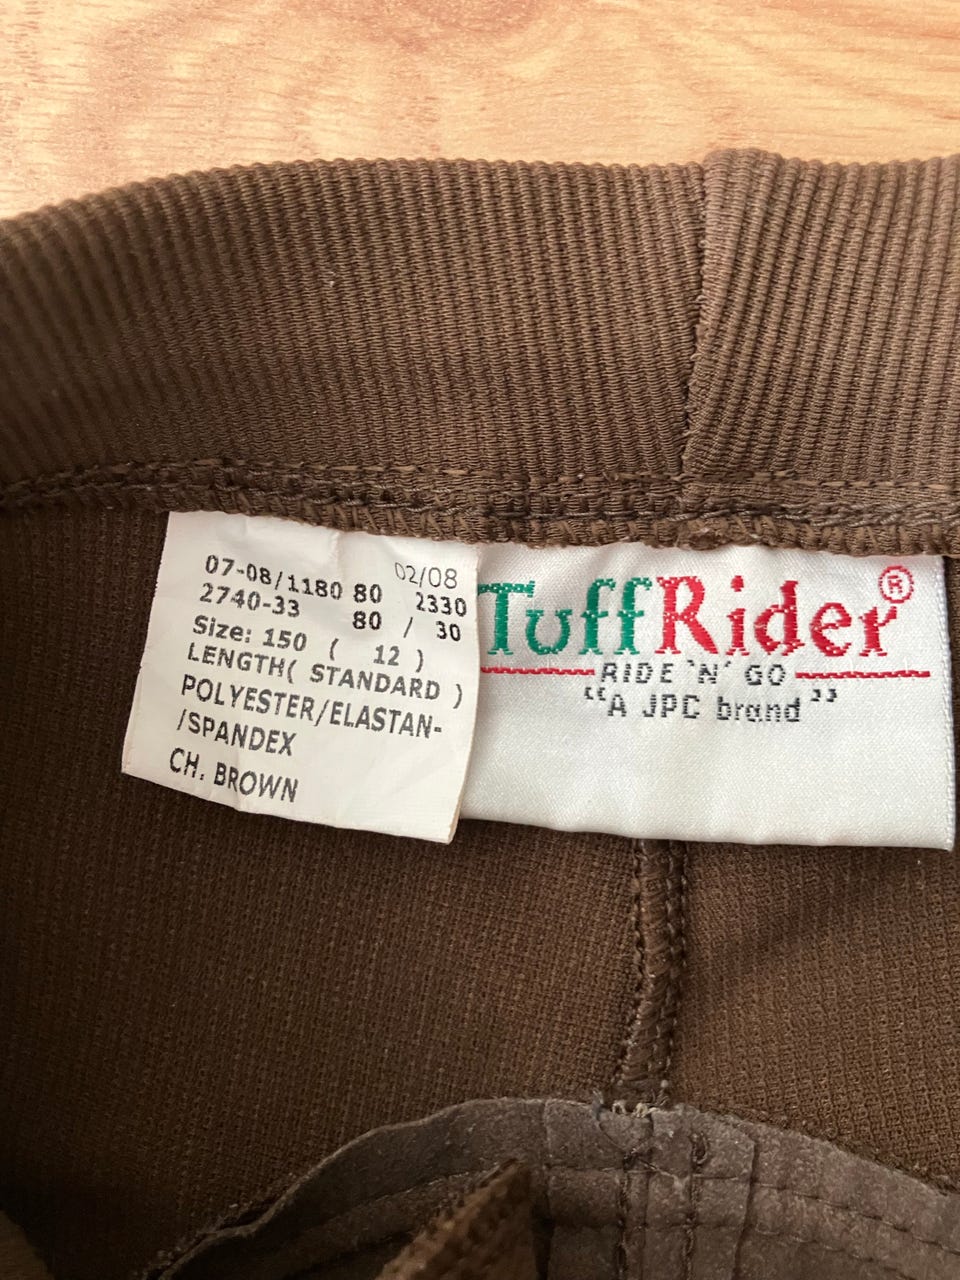 02/08
07-08/1180 80 2330
2740-33 80 / 30
Size: 150 ( 12 )
LENGTH( STANDARD )
POLYESTER/ELASTAN-
/SPANDEX
CH. BROWN
TuffRider®
RIDE 'N' GO
“A JPC brand”